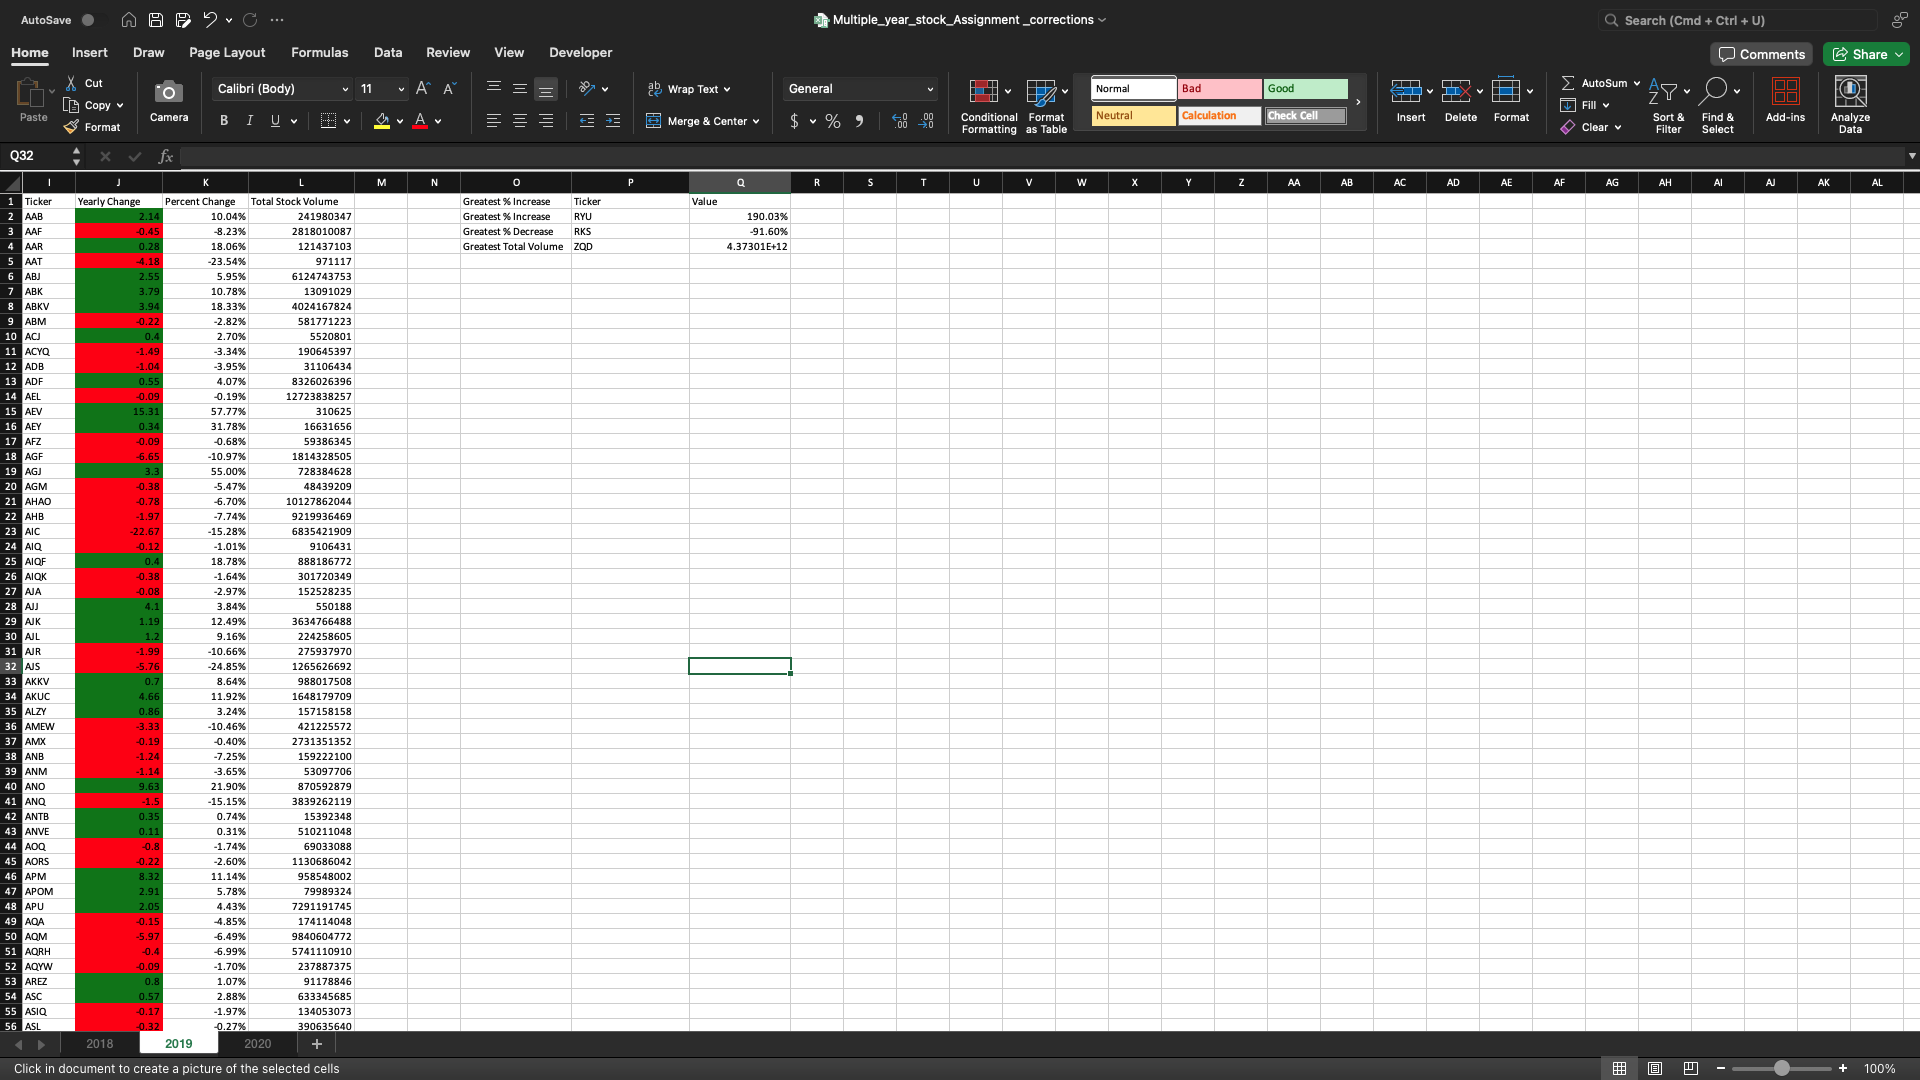 AutoSave
Multiple_year_stock_Assignment _corrections
Search (Cmd + Ctrl + U)
Home Insert Draw Page Layout Formulas Data Review View Developer
Comments Share
Paste Cut Copy Format
Camera
Calibri (Body) 11
B I U
Wrap Text
Merge & Center
General
$ %
Conditional Formatting
Format as Table
Normal Bad Good
Neutral Calculation Check Cell
Insert Delete Format
AutoSum
Fill
Clear
Sort & Filter
Find & Select
Add-ins
Analyze Data
Q32 fx
I J K L M N O P Q R S T U V W X Y Z AA AB AC AD AE AF AG AH AI AJ AK AL
1 Ticker Yearly Change Percent Change Total Stock Volume Greatest % Increase Ticker Value
2 AAB 2.14 10.04% 241980347 Greatest % Increase RYU 190.03%
3 AAF -0.45 -8.23% 2818010087 Greatest % Decrease RKS -91.60%
4 AAR 0.28 18.06% 121437103 Greatest Total Volume ZQD 4.37301E+12
5 AAT -4.18 -23.54% 971117
6 ABJ 2.55 5.95% 6124743753
7 ABK 3.79 10.78% 13091029
8 ABKV 3.94 18.33% 4024167824
9 ABM -0.22 -2.82% 581771223
10 ACJ 0.4 2.70% 5520801
11 ACYQ -1.49 -3.34% 190645397
12 ADB -1.04 -3.95% 31106434
13 ADF 0.55 4.07% 8326026396
14 AEL -0.09 -0.19% 12723838257
15 AEV 15.31 57.77% 310625
16 AEY 0.34 31.78% 16631656
17 AFZ -0.09 -0.68% 59386345
18 AGF -6.65 -10.97% 1814328505
19 AGJ 3.3 55.00% 728384628
20 AGM -0.38 -5.47% 48439209
21 AHAO -0.78 -6.70% 10127862044
22 AHB -1.97 -7.74% 9219936469
23 AIC -22.67 -15.28% 6835421909
24 AIQ -0.12 -1.01% 9106431
25 AIQF 0.4 18.78% 888186772
26 AIQK -0.38 -1.64% 301720349
27 AJA -0.08 -2.97% 152528235
28 AJJ 4.1 3.84% 550188
29 AJK 1.19 12.49% 3634766488
30 AJL 1.2 9.16% 224258605
31 AJR -1.99 -10.66% 275937970
32 AJS -5.76 -24.85% 1265626692
33 AKKV 0.7 8.64% 988017508
34 AKUC 4.66 11.92% 1648179709
35 ALZY 0.86 3.24% 157158158
36 AMEW -3.33 -10.46% 421225572
37 AMX -0.19 -0.40% 2731351352
38 ANB -1.24 -7.25% 159222100
39 ANM -1.14 -3.65% 53097706
40 ANO 9.63 21.90% 870592879
41 ANQ -1.5 -15.15% 3839262119
42 ANTB 0.35 0.74% 15392348
43 ANVE 0.11 0.31% 510211048
44 AOQ -0.8 -1.74% 69033088
45 AORS -0.22 -2.60% 1130686042
46 APM 8.32 11.14% 958548002
47 APOM 2.91 5.78% 79989324
48 APU 2.05 4.43% 7291191745
49 AQA -0.15 -4.85% 174114048
50 AQM -5.97 -6.49% 9840604772
51 AQRH -0.4 -6.99% 5741110910
52 AQYW -0.09 -1.70% 237887375
53 AREZ 0.8 1.07% 91178846
54 ASC 0.57 2.88% 633345685
55 ASIQ -0.17 -1.97% 134053073
56 ASL -0.32 -0.27% 390635640
2018 2019 2020 +
Click in document to create a picture of the selected cells
100%